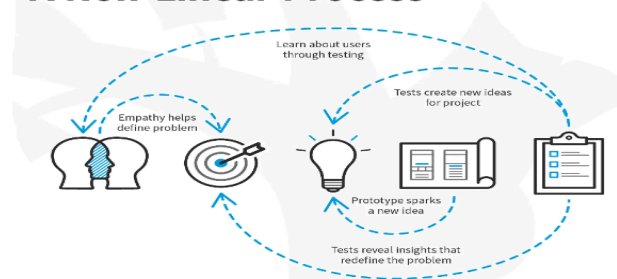 Learn about users
through testing
Tests create new ideas
for project
Empathy helps
define problem
Prototype sparks
a new idea
Tests reveal insights that
redefine the problem